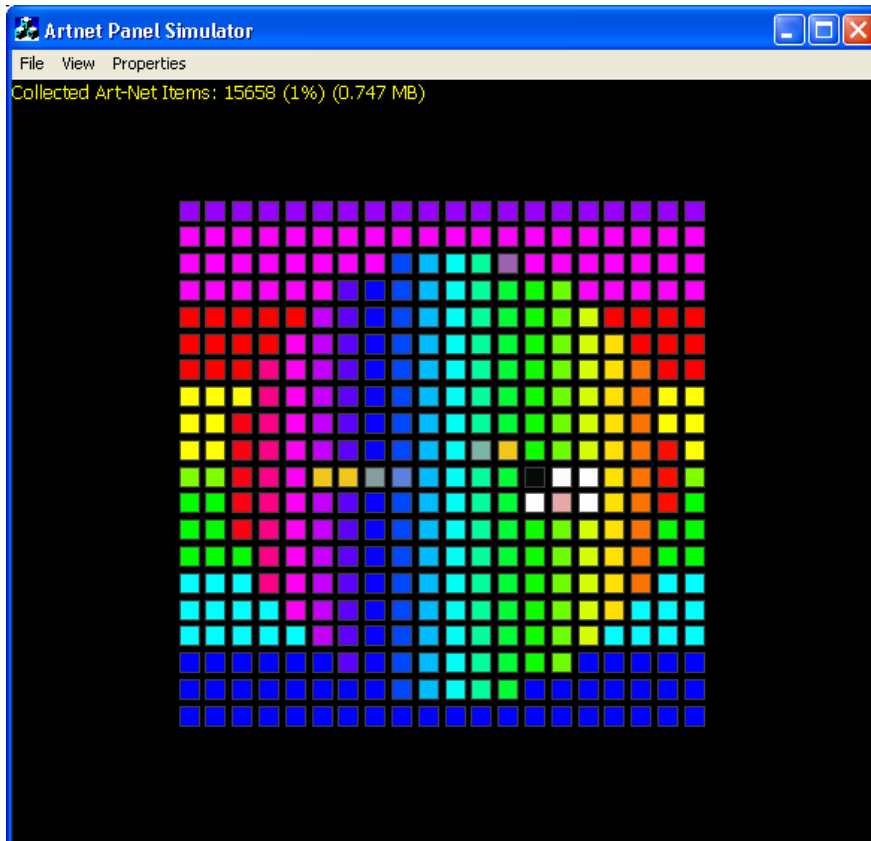 Artnet Panel Simulator
File View Properties
Collected Art-Net Items: 15658 (1%) (0.747 MB)